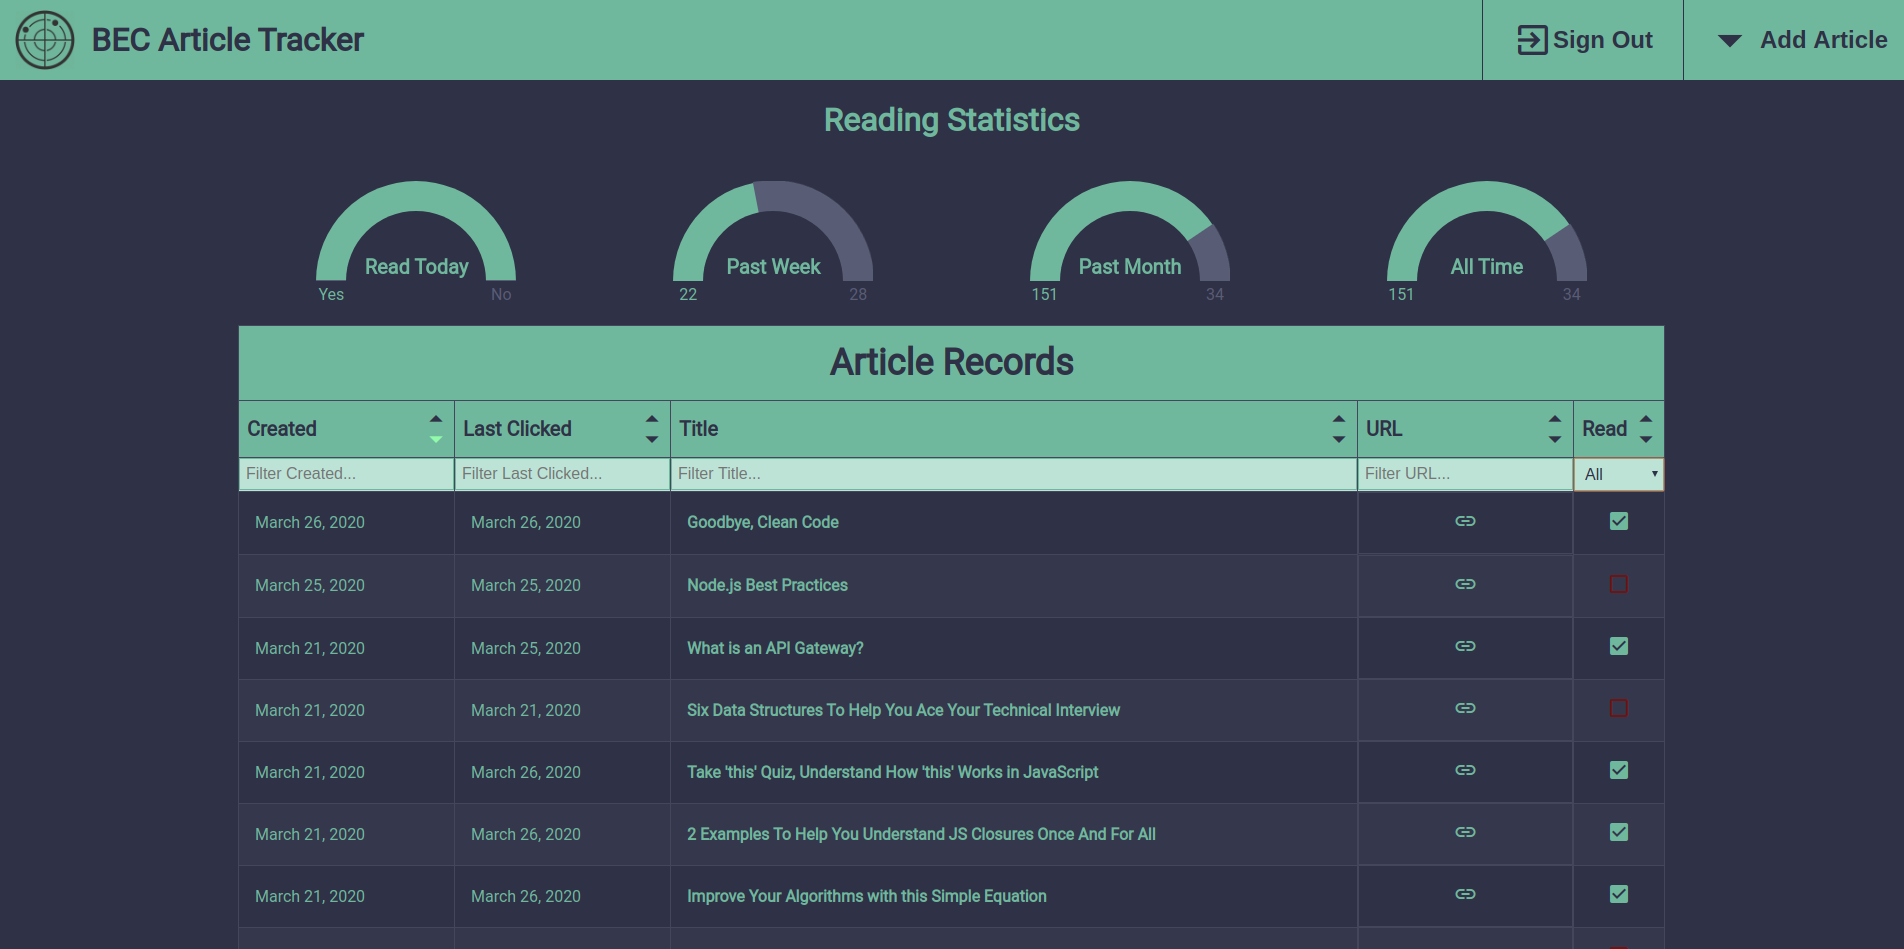 BEC Article Tracker
Sign Out
Add Article
Reading Statistics
Read Today
Yes No
Past Week
22 28
Past Month
151 34
All Time
151 34
Article Records
Created Last Clicked Title URL Read
Filter Created... Filter Last Clicked... Filter Title... Filter URL... All
March 26, 2020 March 26, 2020 Goodbye, Clean Code
March 25, 2020 March 25, 2020 Node.js Best Practices
March 21, 2020 March 25, 2020 What is an API Gateway?
March 21, 2020 March 21, 2020 Six Data Structures To Help You Ace Your Technical Interview
March 21, 2020 March 26, 2020 Take 'this' Quiz, Understand How 'this' Works in JavaScript
March 21, 2020 March 26, 2020 2 Examples To Help You Understand JS Closures Once And For All
March 21, 2020 March 26, 2020 Improve Your Algorithms with this Simple Equation